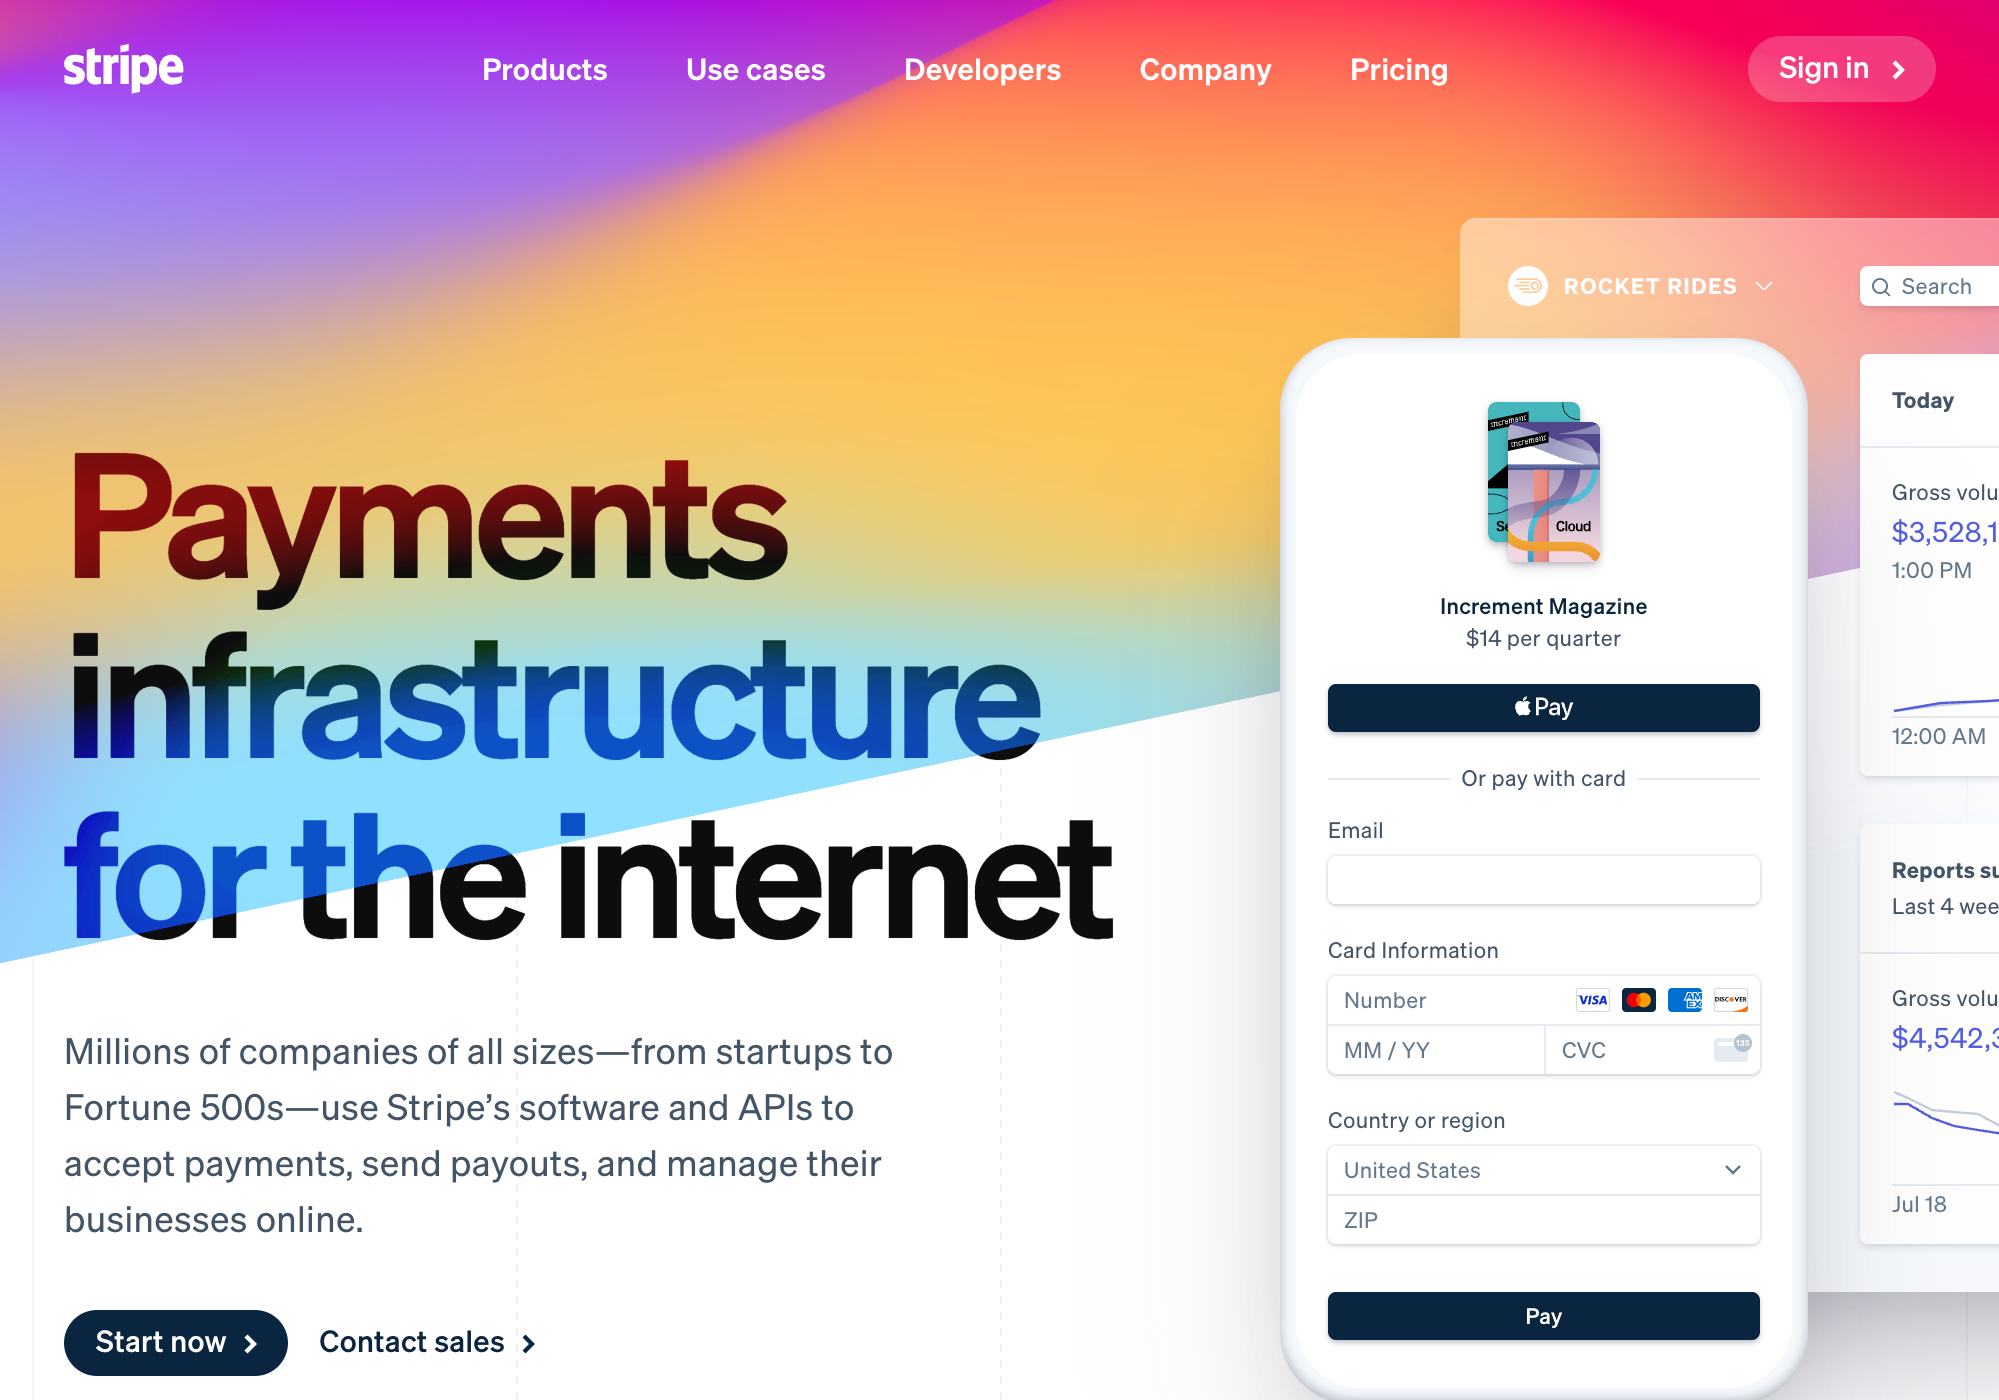 stripe
Products
Use cases
Developers
Company
Pricing
Sign in
ROCKET RIDES
Search
Payments
infrastructure
for the internet
Millions of companies of all sizes—from startups to
Fortune 500s—use Stripe’s software and APIs to
accept payments, send payouts, and manage their
businesses online.
Start now
Contact sales
increment
increment
Cloud
Increment Magazine
$14 per quarter
Pay
Or pay with card
Email
Card Information
Number
VISA
AM
EX
DISCOVER
MM / YY
CVC
135
Country or region
United States
ZIP
Pay
Today
Gross volu
$3,528,1
1:00 PM
12:00 AM
Reports su
Last 4 wee
Gross volu
$4,542,3
Jul 18